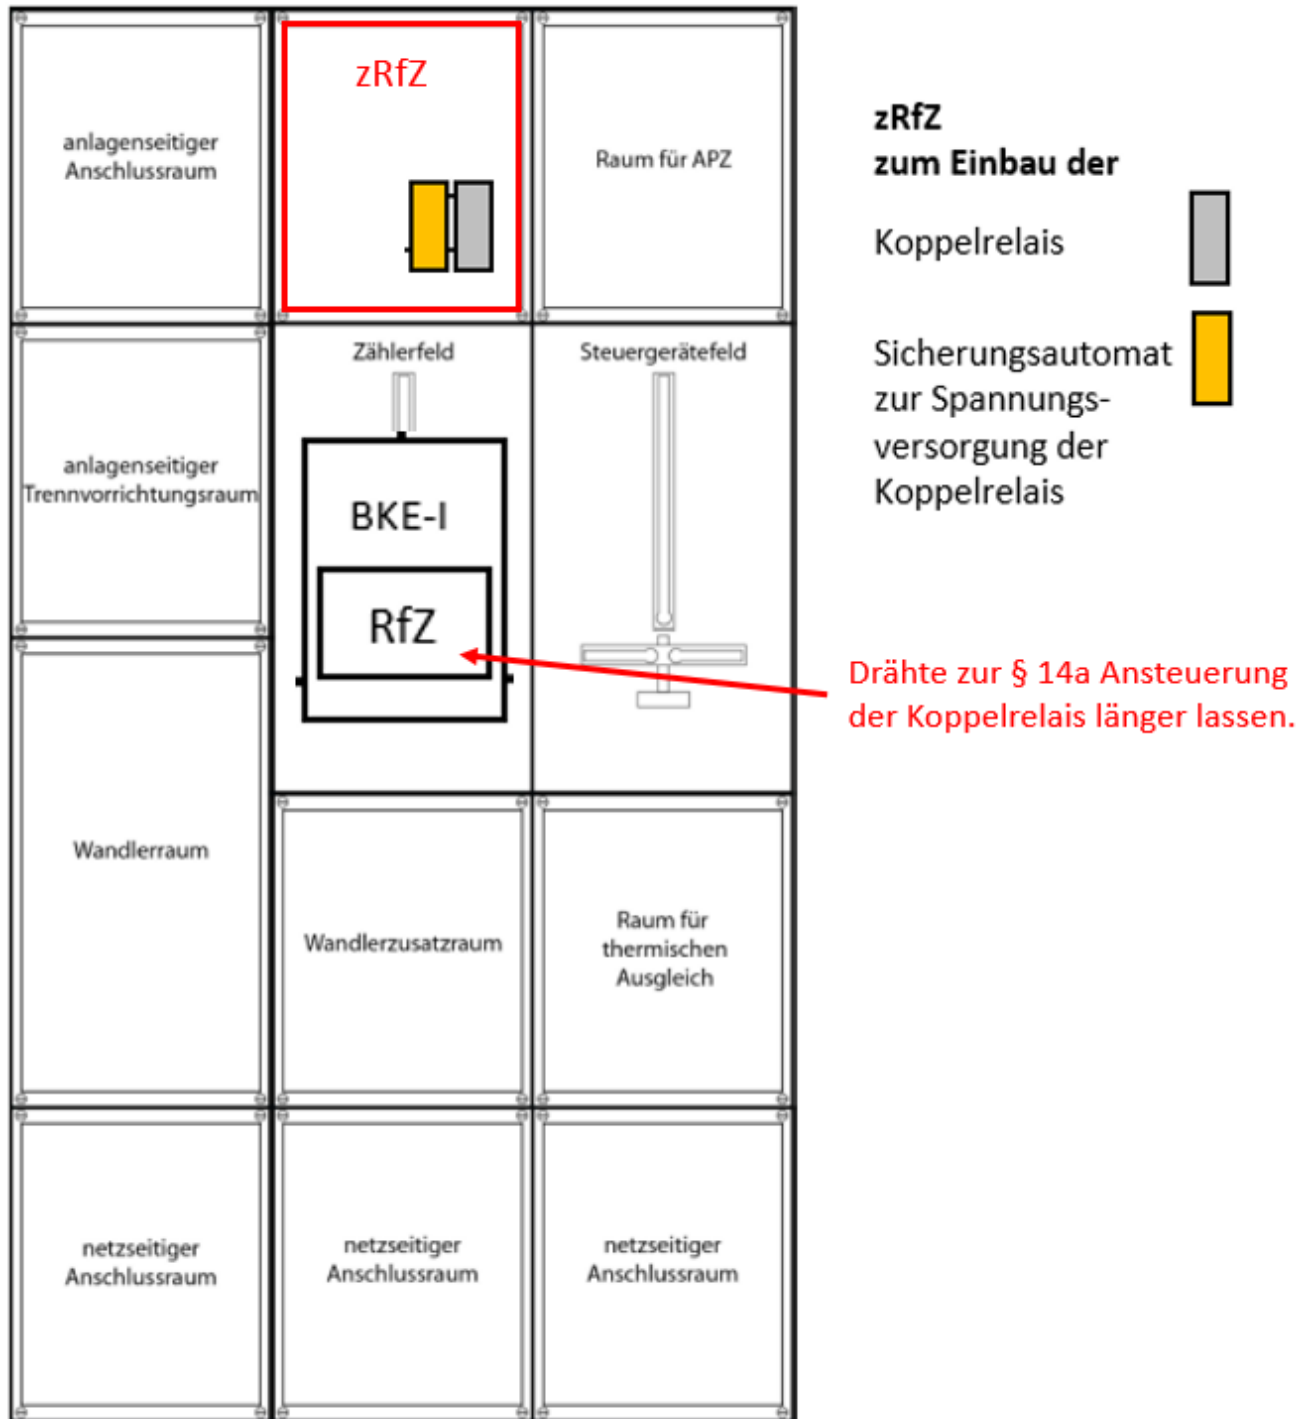 zRfZ
anlagenseitiger
Anschlussraum
Raum für APZ
Zählerfeld
Steuergerätefeld
anlagenseitiger
Trennvorrichtungsraum
BKE-I
RfZ
Wandlerraum
Wandlerzusatzraum
Raum für
thermischen
Ausgleich
netzseitiger
Anschlussraum
netzseitiger
Anschlussraum
netzseitiger
Anschlussraum
zRfZ
zum Einbau der
Koppelrelais
Sicherungsautomat
zur Spannungs-
versorgung der
Koppelrelais
Drähte zur § 14a Ansteuerung
der Koppelrelais länger lassen.